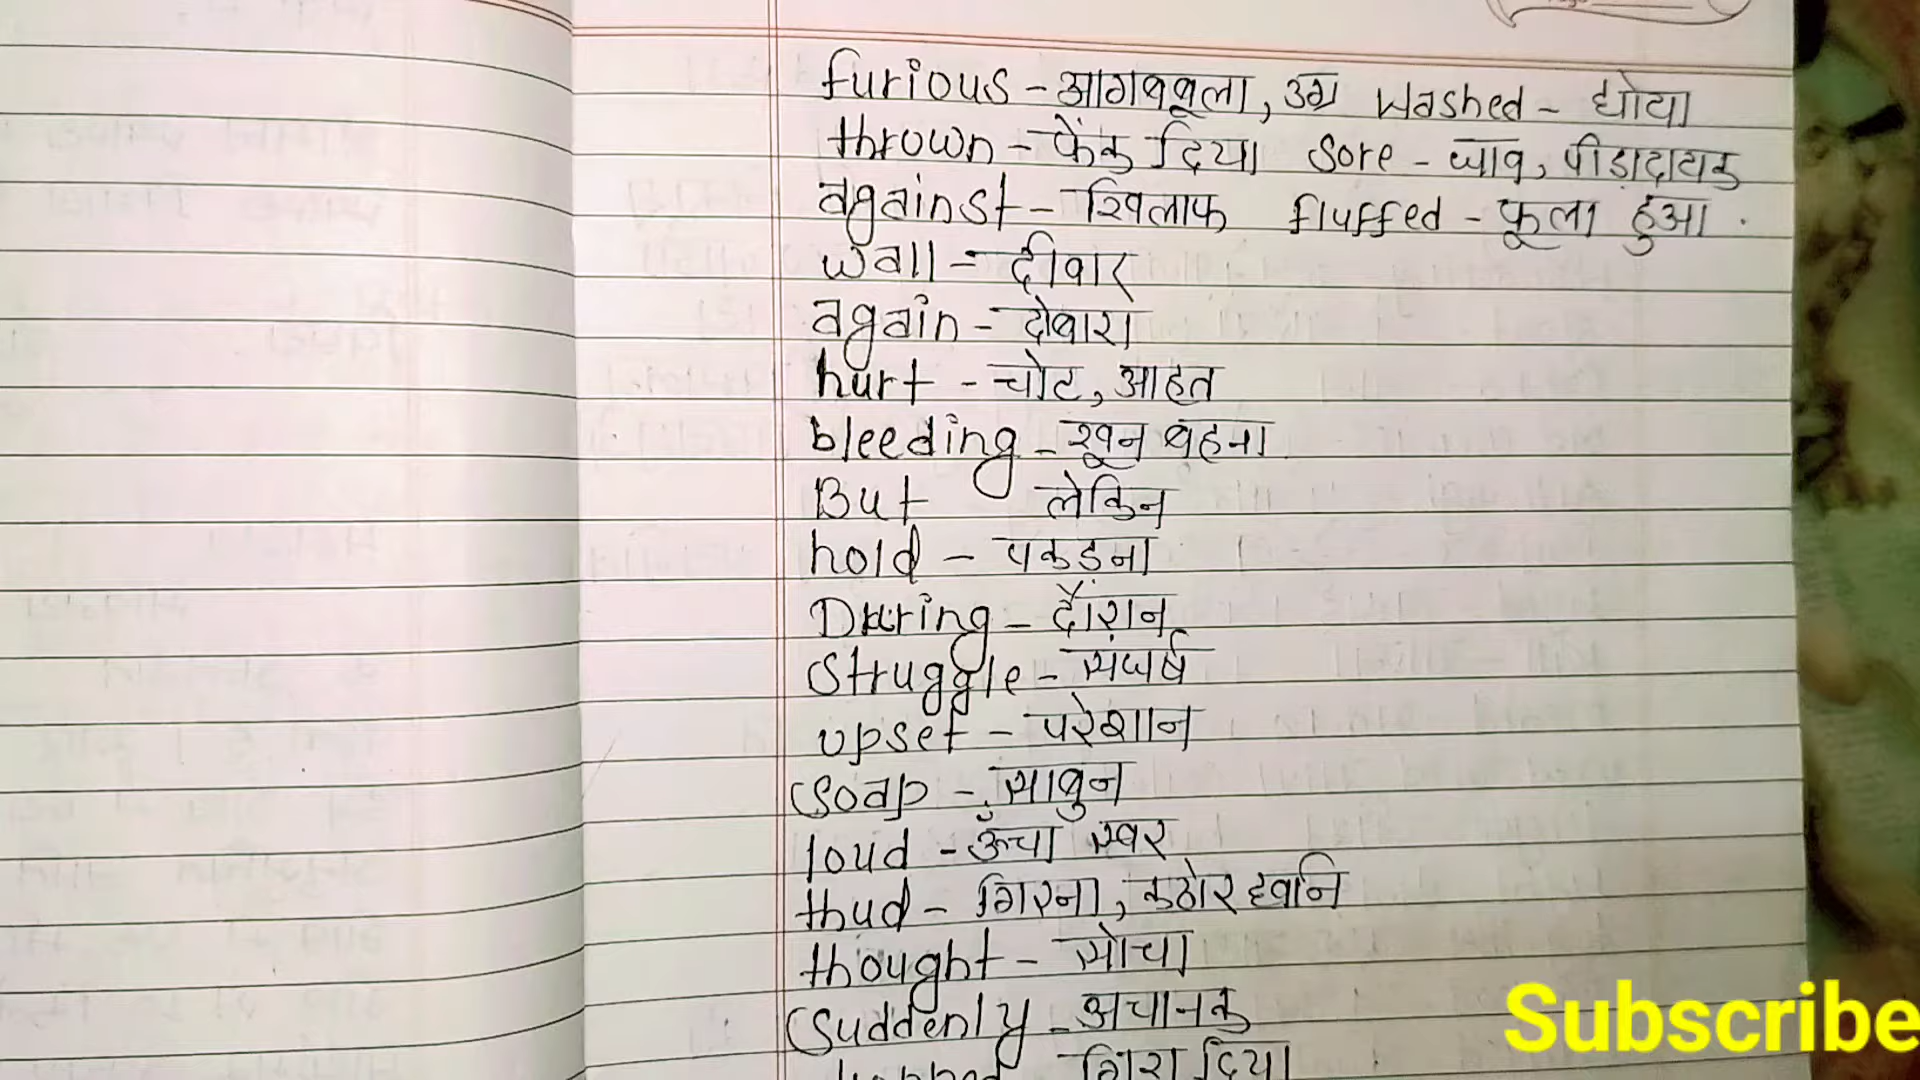 furious - आगबबूला, उग्र washed - धोया
thrown - फेंक दिया Sore - घाव, पीड़ादायक
against - खिलाफ fluffed - फूला हुआ .
wall - दीवार
again - दोबारा
hurt - चोट, आहत
bleeding - खून बहना
But लेकिन
hold - पकड़ना
During - दौरान
Struggle - संघर्ष
upset - परेशान
Soap - साबुन
loud - ऊँचा स्वर
thud - गिरना, कठोर ध्वनि
thought - सोचा
Suddenly - अचानक
गिरा दिया
Subscribe